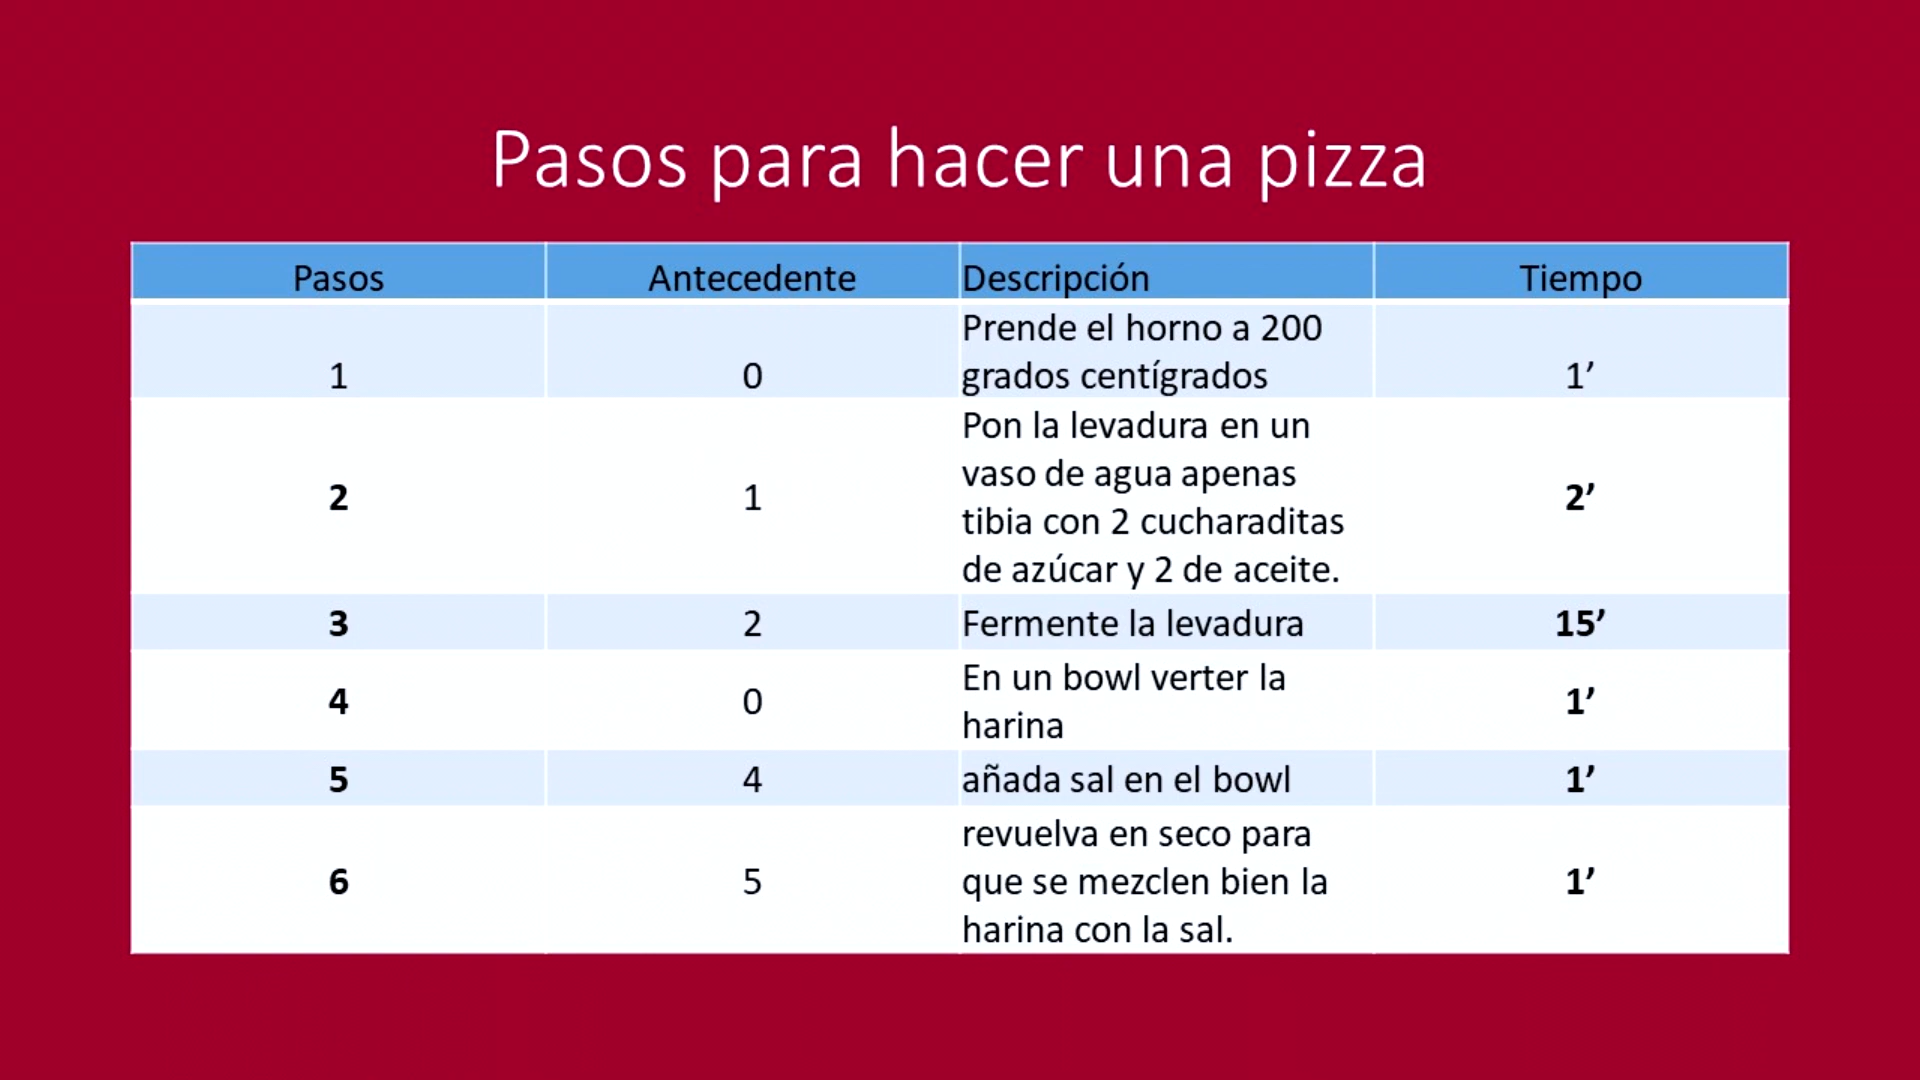 Pasos para hacer una pizza
Pasos Antecedente Descripción Tiempo
Prende el horno a 200
1 0 grados centígrados 1’
Pon la levadura en un
vaso de agua apenas
2 1 2’
tibia con 2 cucharaditas
de azúcar y 2 de aceite.
3 2 Fermente la levadura 15’
En un bowl verter la
4 0 1’
harina
5 4 añada sal en el bowl 1’
revuelva en seco para
6 5 que se mezclen bien la 1’
harina con la sal.